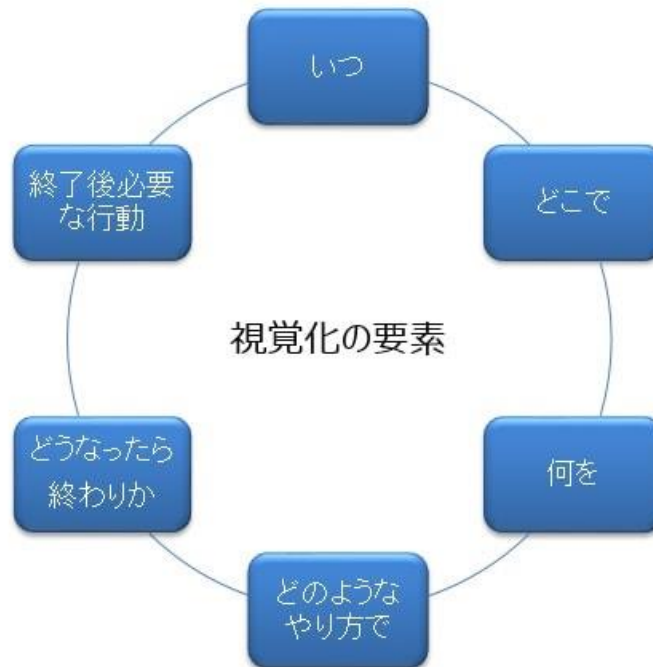 いつ
どこで
何を
どのような
やり方で
どうなったら
終わりか
終了後必要
な行動
視覚化の要素